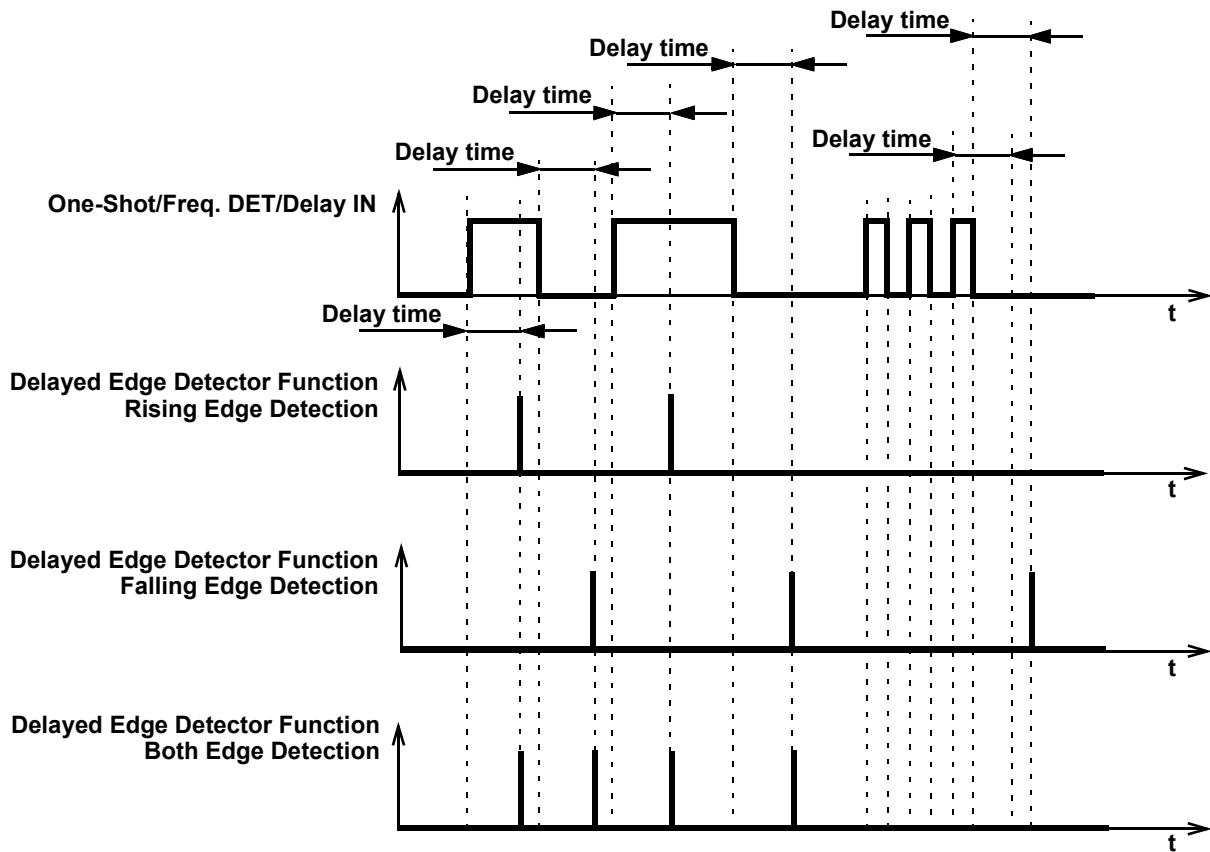 Delay time
Delay time
Delay time
Delay time
Delay time
One-Shot/Freq. DET/Delay IN
t
Delay time
Delayed Edge Detector Function
Rising Edge Detection
t
Delayed Edge Detector Function
Falling Edge Detection
t
Delayed Edge Detector Function
Both Edge Detection
t